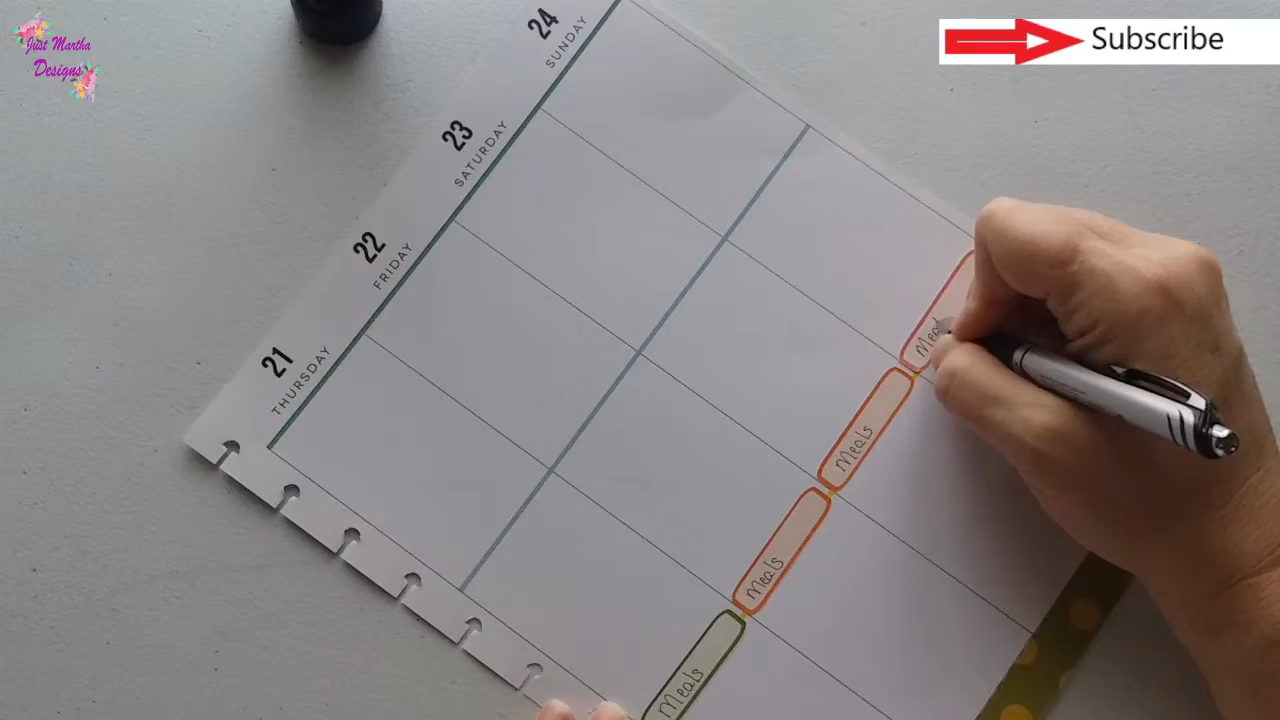 Just Martha
Designs
Subscribe
24
SUNDAY
23
SATURDAY
22
FRIDAY
21
THURSDAY
Meals
Meals
Meals